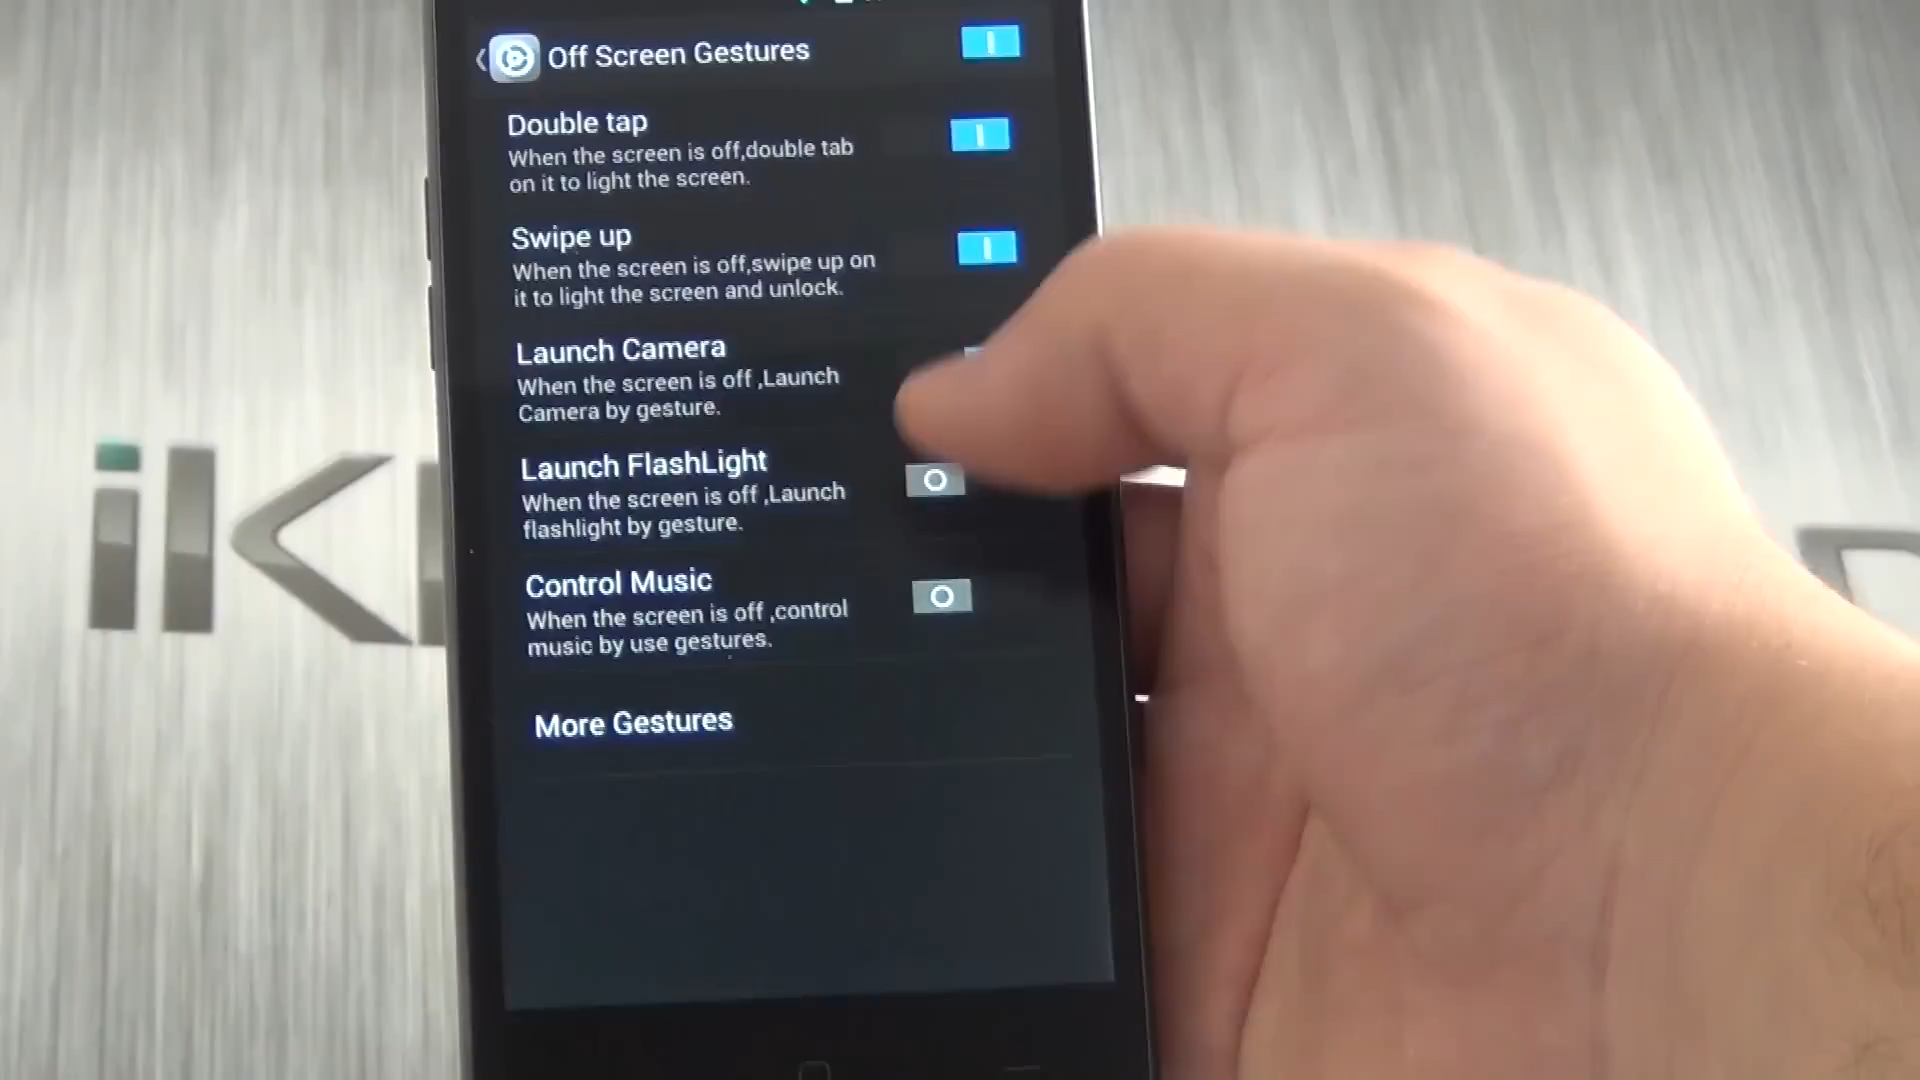 Off Screen Gestures
Double tap
When the screen is off,double tab
on it to light the screen.
Swipe up
When the screen is off,swipe up on
it to light the screen and unlock.
Launch Camera
When the screen is off ,Launch
Camera by gesture.
Launch FlashLight
When the screen is off ,Launch
flashlight by gesture.
Control Music
When the screen is off ,control
music by use gestures.
More Gestures